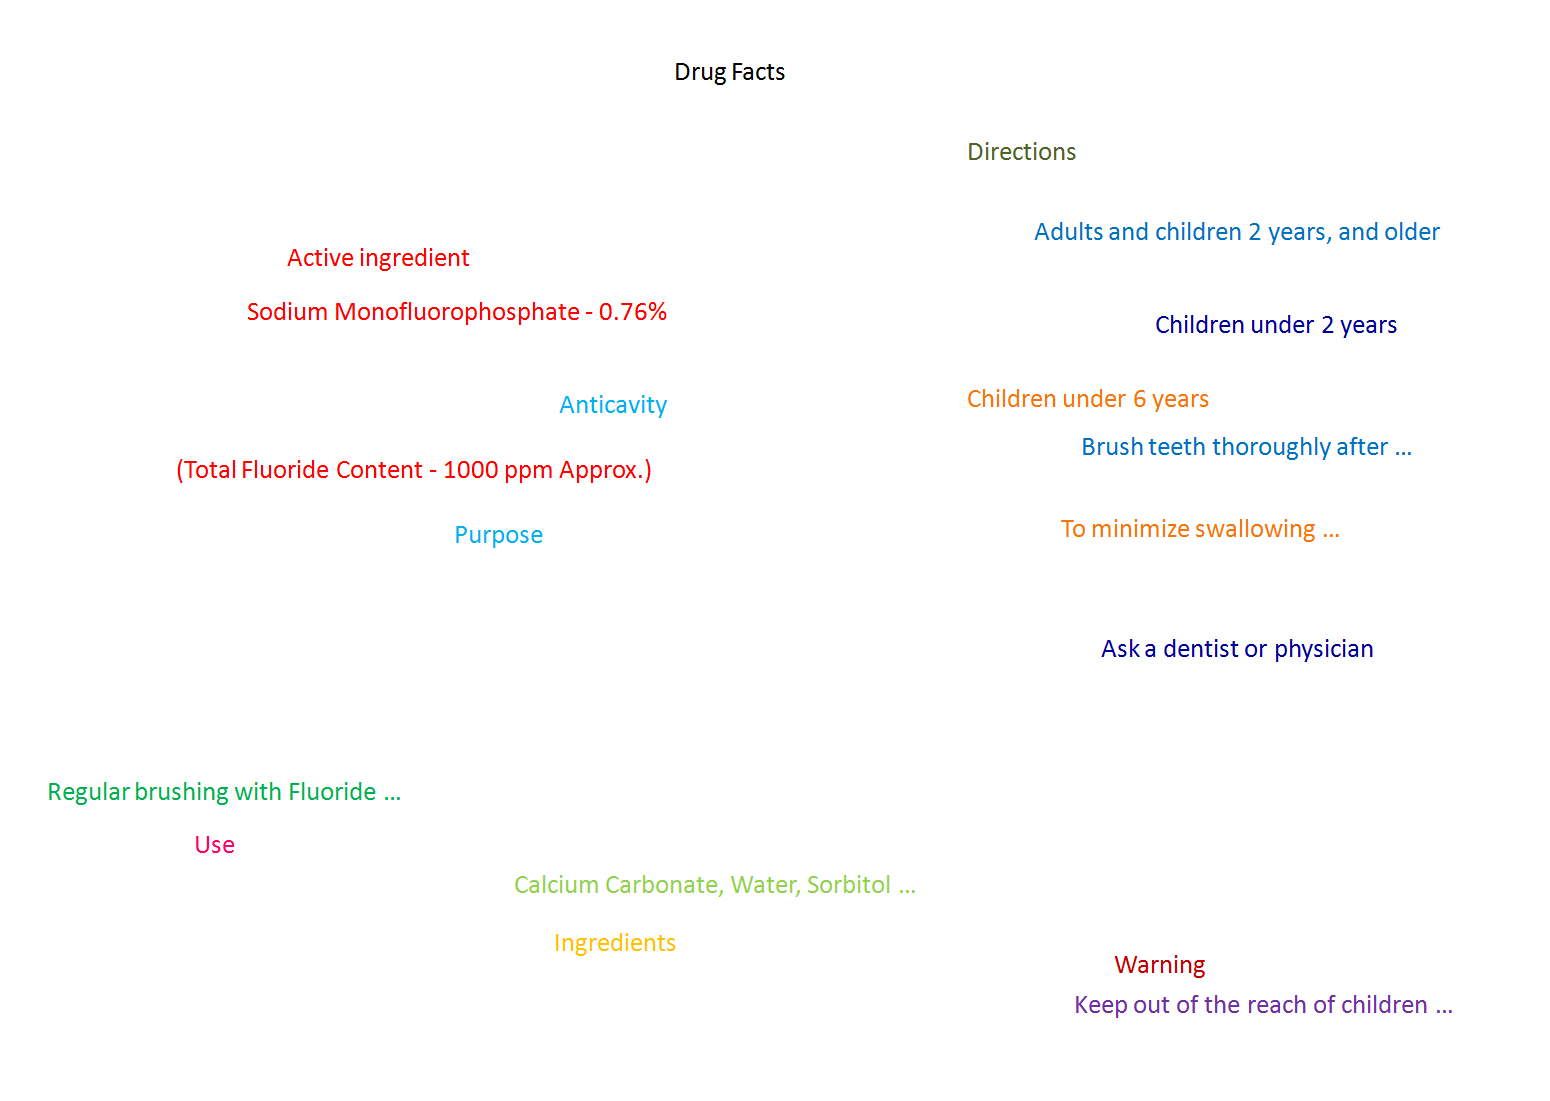 Drug Facts
Directions
Adults and children 2 years, and older
Active ingredient
Sodium Monofluorophosphate - 0.76%
Children under 2 years
Anticavity
Children under 6 years
Brush teeth thoroughly after ...
(Total Fluoride Content - 1000 ppm Approx.)
Purpose
To minimize swallowing ...
Ask a dentist or physician
Regular brushing with Fluoride ...
Use
Calcium Carbonate, Water, Sorbitol ...
Ingredients
Warning
Keep out of the reach of children ...